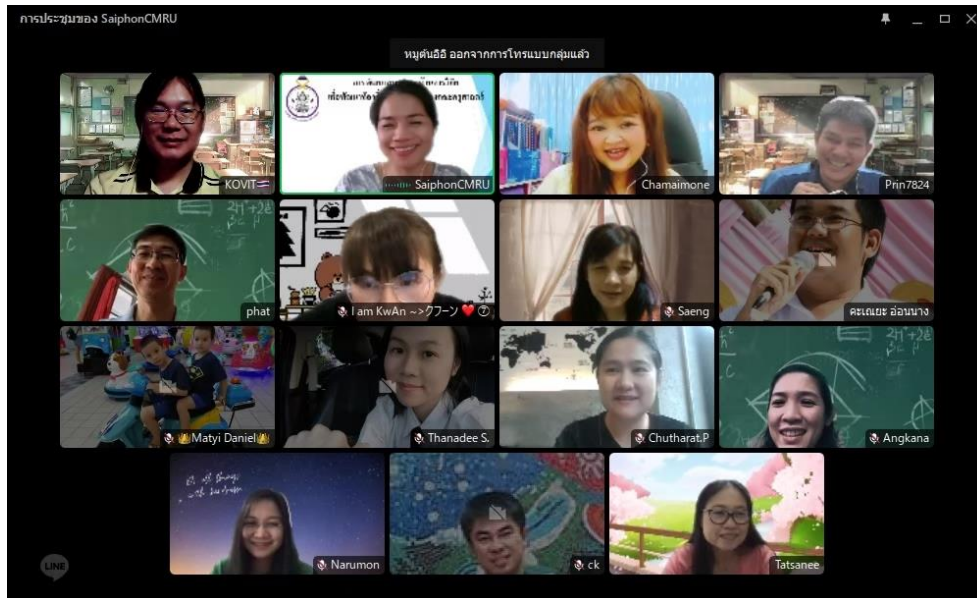 การประชุมของ SaiphonCMRU
หมูตันอิอิ ออกจากการโทรแบบกลุ่มแล้ว
KOVIT
SaiphonCMRU
Chamaimone
Prin7824
phat
I am KwAn ~>クワーン ❤ ⑦
Saeng
คะเณยะ อ่อนนาง
👑Matyi Daniel👑
Thanadee S.
Chutharat.P
Angkana
Narumon
ck
Tatsanee
LINE